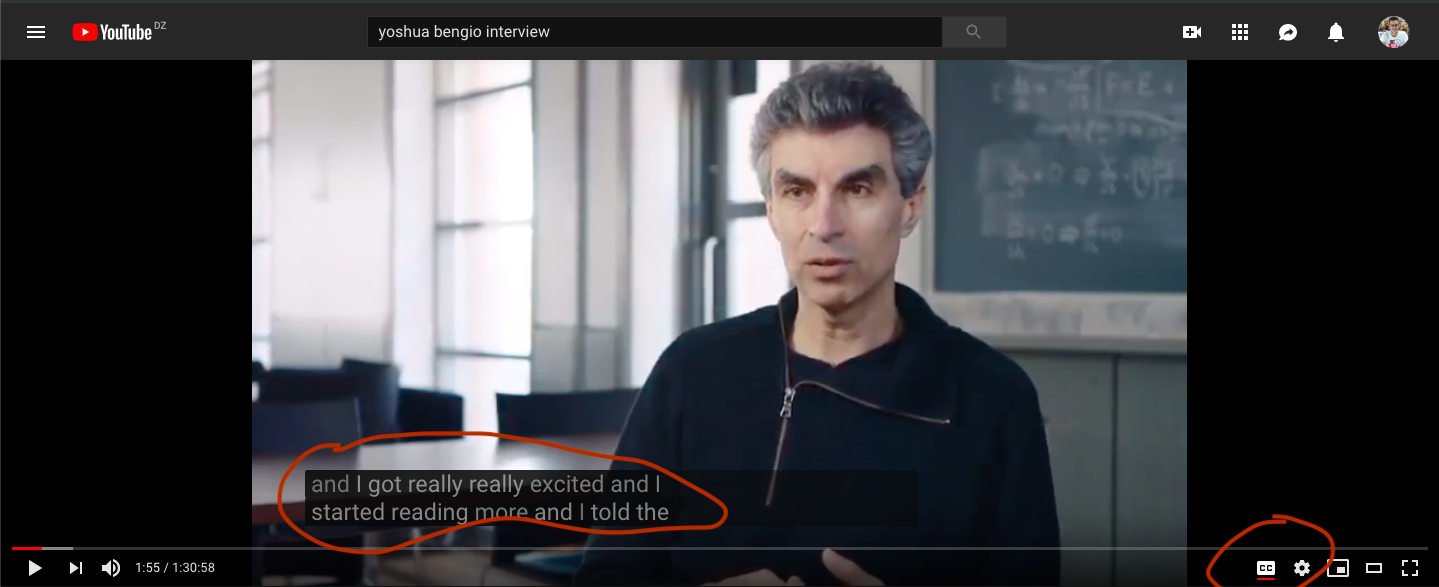 YouTube DZ
yoshua bengio interview
and I got really really excited and I
started reading more and I told the
1:55 / 1:30:58
CC